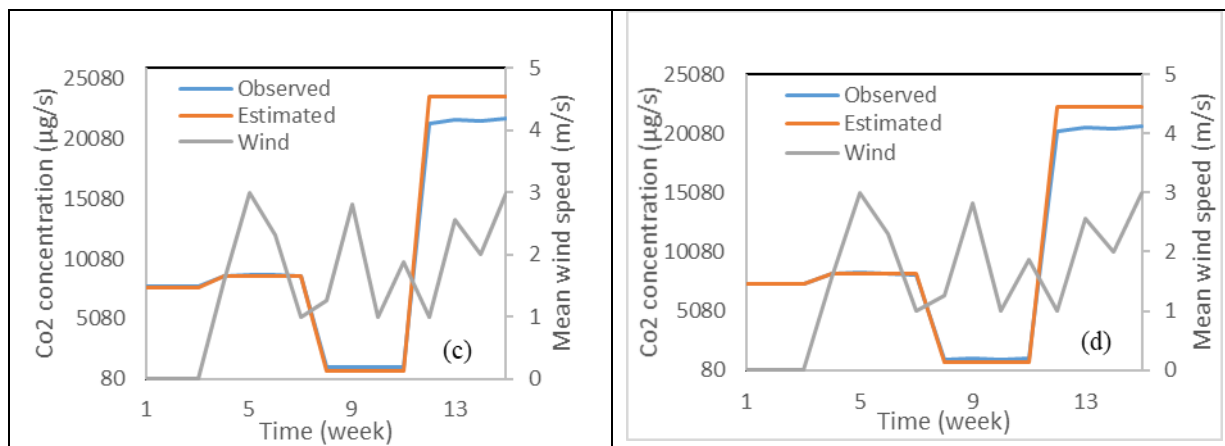 Co2 concentration (µg/s)
25080
20080
15080
10080
5080
80
Observed
Estimated
Wind
5
4
3
2
1
0
Mean wind speed (m/s)
(c)
1
5
9
13
Time (week)
Co2 concentration (µg/s)
25080
20080
15080
10080
5080
80
Observed
Estimated
Wind
5
4
3
2
1
0
Mean wind speed (m/s)
(d)
1
5
9
13
Time (week)